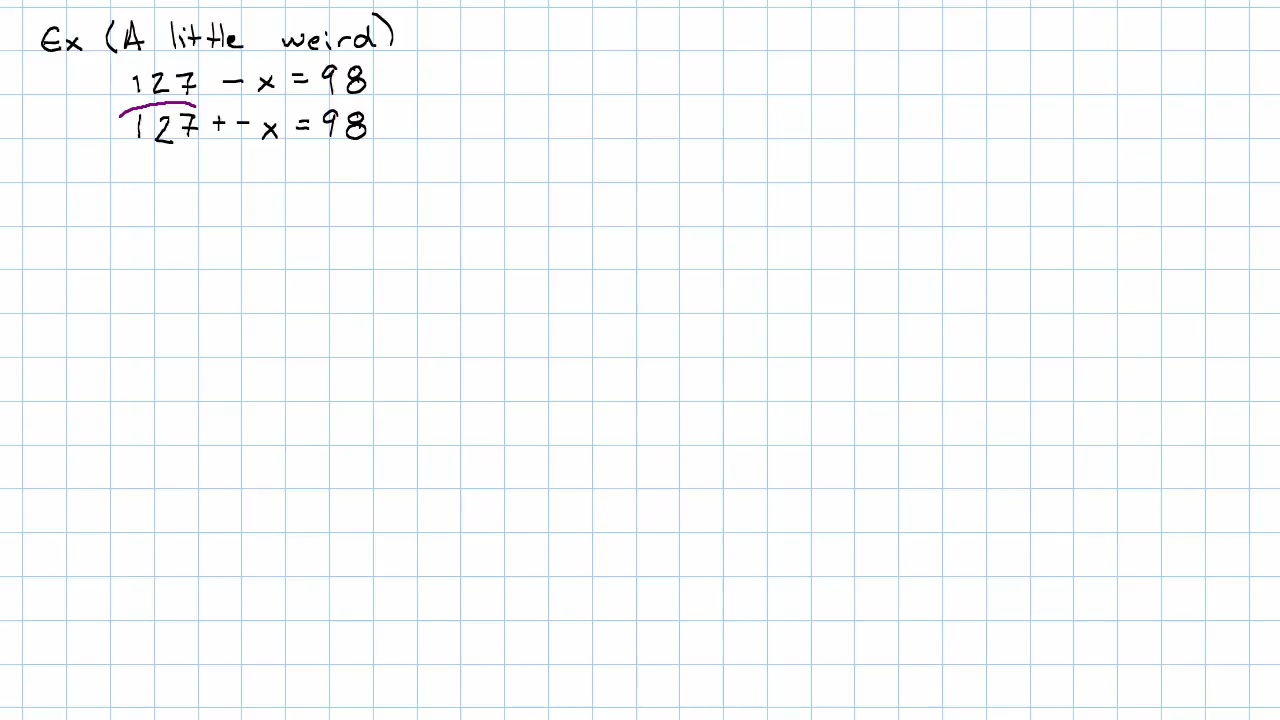 Ex (A little weird)
127 - x = 98
127 + - x = 98